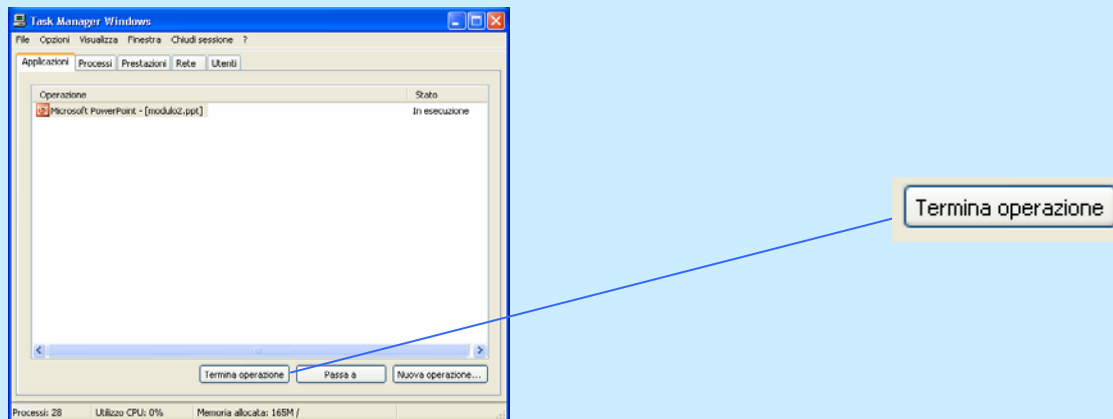 Task Manager Windows
File Opzioni Visualizza Finestra Chiudi sessione ?
Applicazioni Processi Prestazioni Rete Utenti
Operazione Stato
Microsoft PowerPoint - [modulo2.ppt] In esecuzione
Termina operazione
Termina operazione Passa a Nuova operazione...
Processi: 28 Utilizzo CPU: 0% Memoria allocata: 165M /